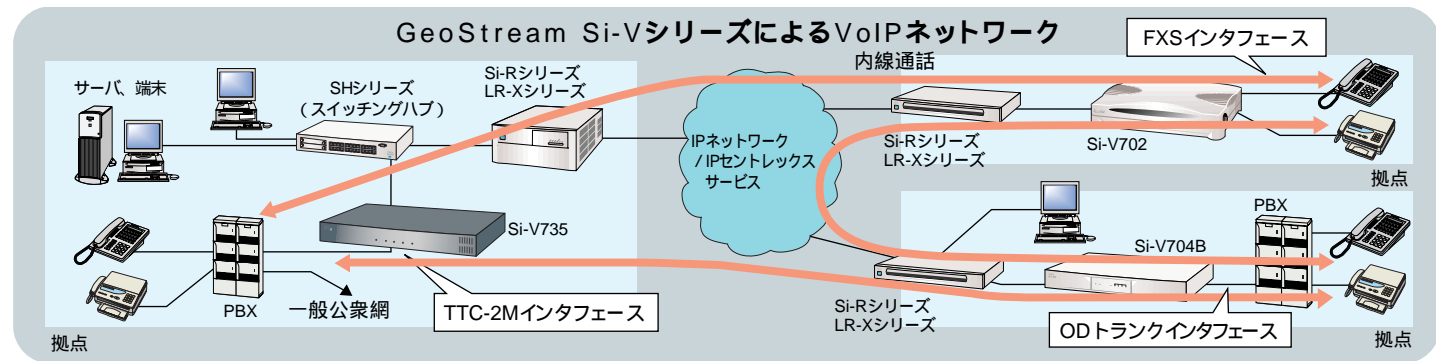 GeoStream Si-VシリーズによるVoIPネットワーク
サーバ、端末
SHシリーズ
(スイッチングハブ)
Si-Rシリーズ
LR-Xシリーズ
内線通話
FXSインタフェース
IPネットワーク
/IPセントレックス
サービス
Si-Rシリーズ
LR-Xシリーズ
Si-V702
拠点
Si-V735
PBX
一般公衆網
TTC-2Mインタフェース
拠点
Si-V704B
PBX
Si-Rシリーズ
LR-Xシリーズ
ODトランクインタフェース
拠点